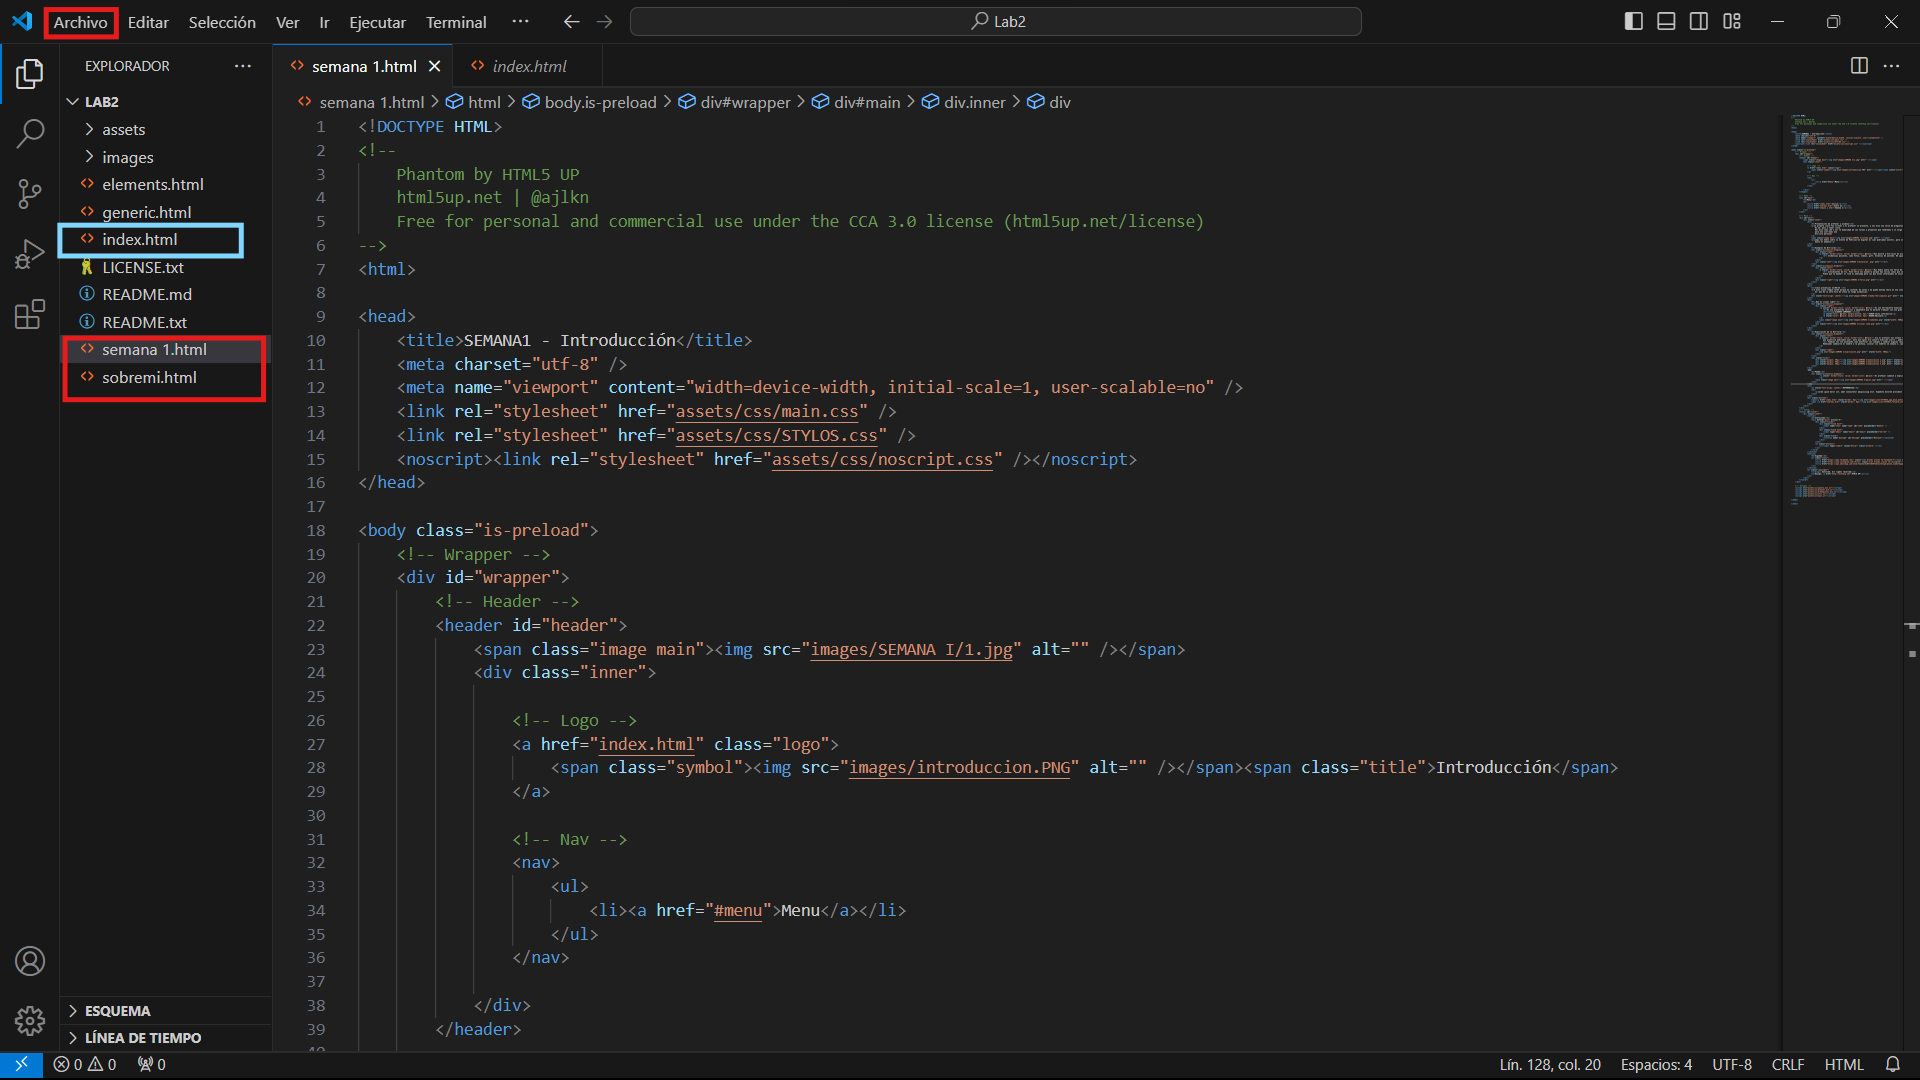 Archivo Editar Selección Ver Ir Ejecutar Terminal ··· Lab2
EXPLORADOR ···
LAB2
assets
images
elements.html
generic.html
index.html
LICENSE.txt
README.md
README.txt
semana 1.html
sobremi.html
ESQUEMA
LÍNEA DE TIEMPO
semana 1.html index.html
semana 1.html > html > body.is-preload > div#wrapper > div#main > div.inner > div
1 <!DOCTYPE HTML>
2 <!--
3 Phantom by HTML5 UP
4 html5up.net | @ajlkn
5 Free for personal and commercial use under the CCA 3.0 license (html5up.net/license)
6 -->
7 <html>
8
9 <head>
10 <title>SEMANA1 - Introducción</title>
11 <meta charset="utf-8" />
12 <meta name="viewport" content="width=device-width, initial-scale=1, user-scalable=no" />
13 <link rel="stylesheet" href="assets/css/main.css" />
14 <link rel="stylesheet" href="assets/css/STYLOS.css" />
15 <noscript><link rel="stylesheet" href="assets/css/noscript.css" /></noscript>
16 </head>
17
18 <body class="is-preload">
19 <!-- Wrapper -->
20 <div id="wrapper">
21 <!-- Header -->
22 <header id="header">
23 <span class="image main"><img src="images/SEMANA I/1.jpg" alt="" /></span>
24 <div class="inner">
25
26 <!-- Logo -->
27 <a href="index.html" class="logo">
28 <span class="symbol"><img src="images/introduccion.PNG" alt="" /></span><span class="title">Introducción</span>
29 </a>
30
31 <!-- Nav -->
32 <nav>
33 <ul>
34 <li><a href="#menu">Menu</a></li>
35 </ul>
36 </nav>
37
38 </div>
39 </header>
0 0 0 Lín. 128, col. 20 Espacios: 4 UTF-8 CRLF HTML